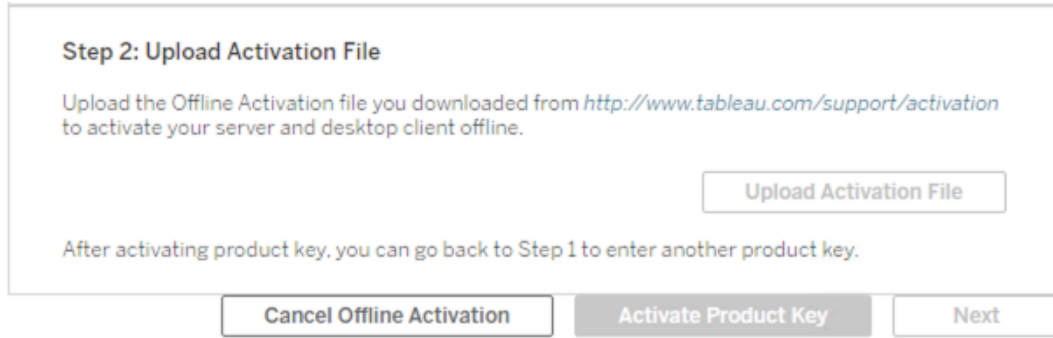 Step 2: Upload Activation File
Upload the Offline Activation file you downloaded from http://www.tableau.com/support/activation
to activate your server and desktop client offline.
Upload Activation File
After activating product key, you can go back to Step 1 to enter another product key.
Cancel Offline Activation
Activate Product Key
Next